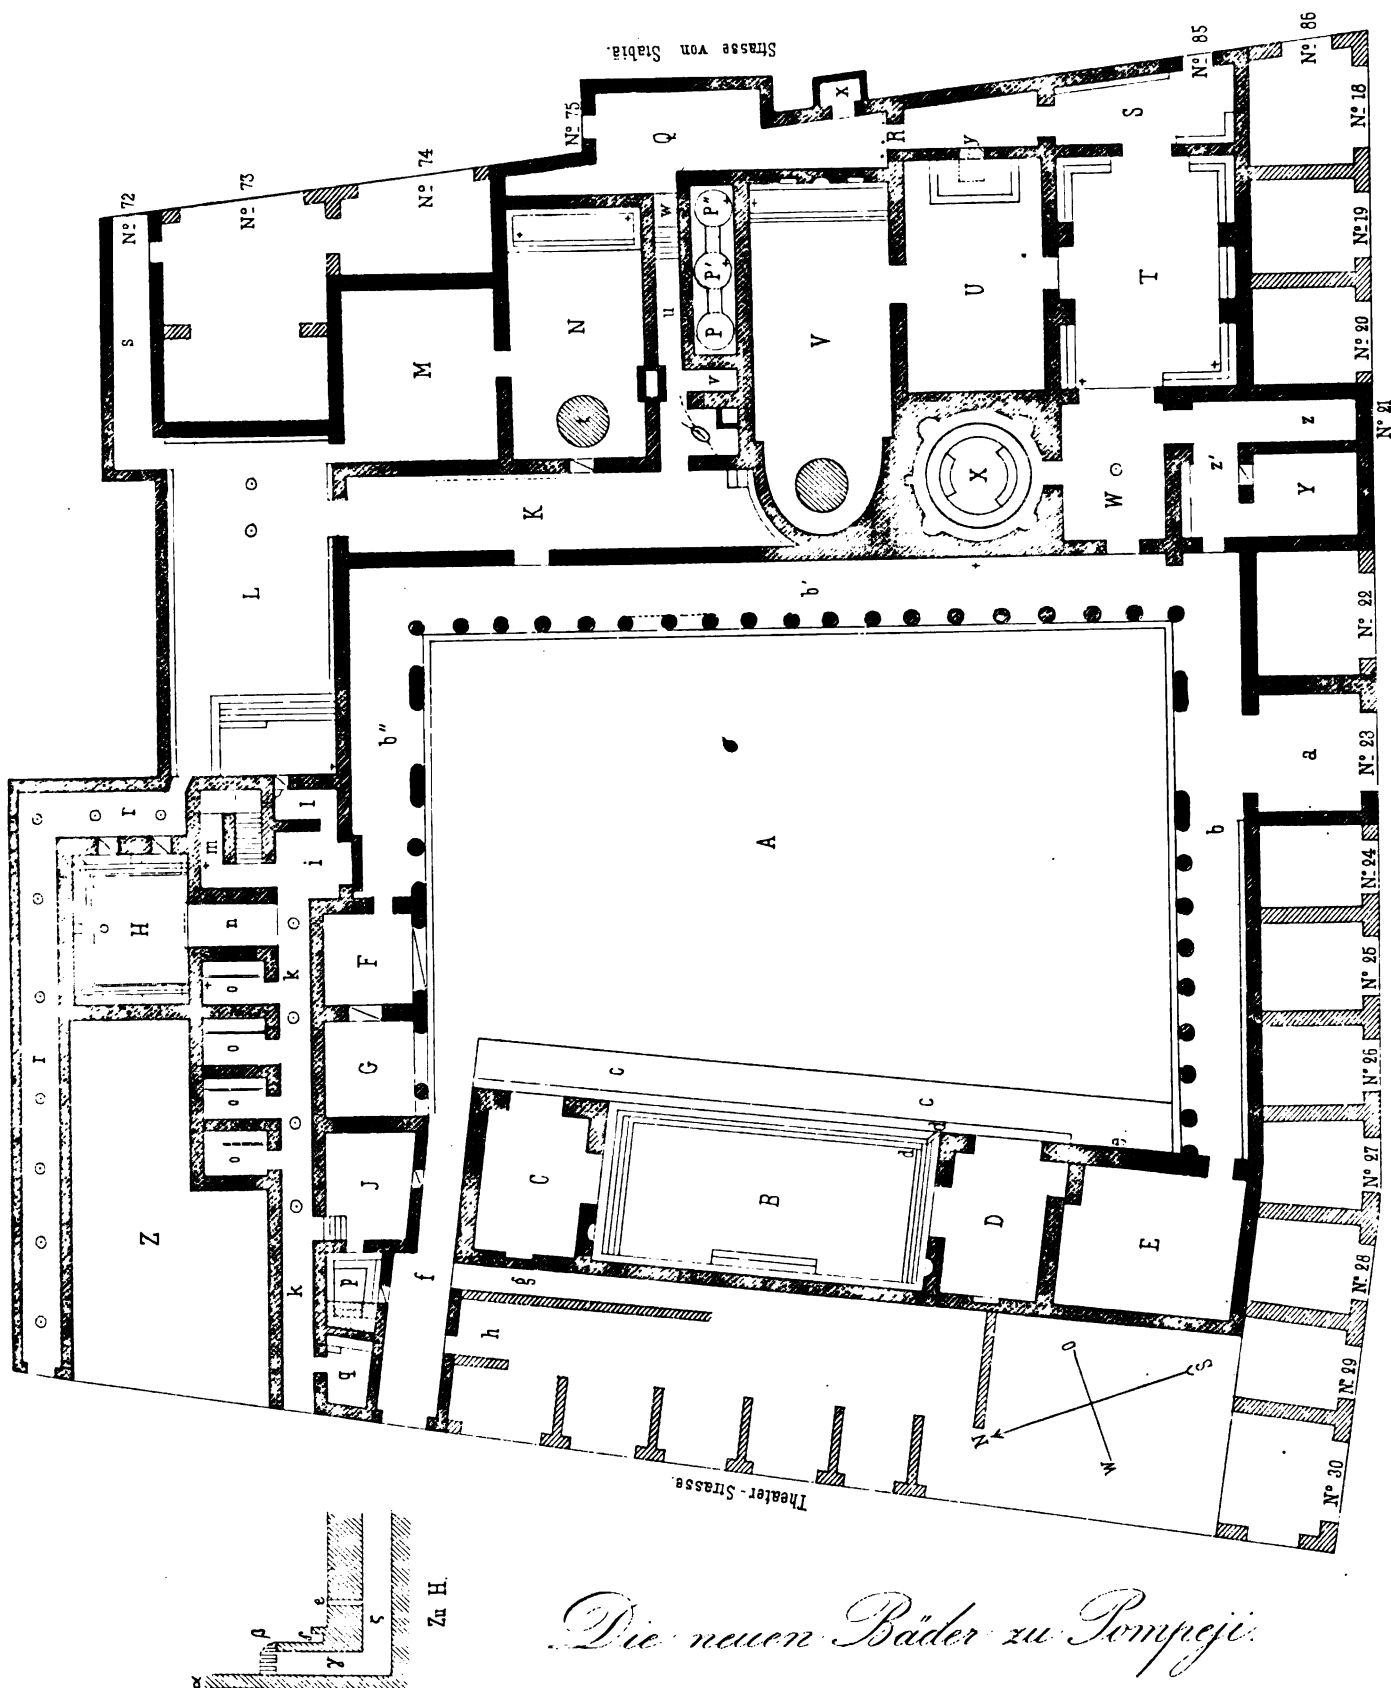 Strasse von Stabiä.
Nº 86
Nº 85
Nº 18
Nº 75
x
S
Q
R
y
Nº 74
Nº 73
Nº 72
w
P''
P'
P
Nº 19
s
N
u
U
T
M
v
V
Nº 20
t
Nº 21
z
z'
X
L
K
W
Y
b'
Nº 22
b''
a
Nº 23
r
l
m
A
b
i
Nº 24
H
n
F
k
o
Nº 25
r
o
G
c
Nº 26
o
c
o
J
C
d
e
Nº 27
Z
B
d
D
E
k
p
f
g
h
Nº 28
q
O
S
Nº 29
N
W
Nº 30
Theater-Strasse.
α
β
γ
e
ς
Zu H.
Die neuen Bäder zu Pompeji.